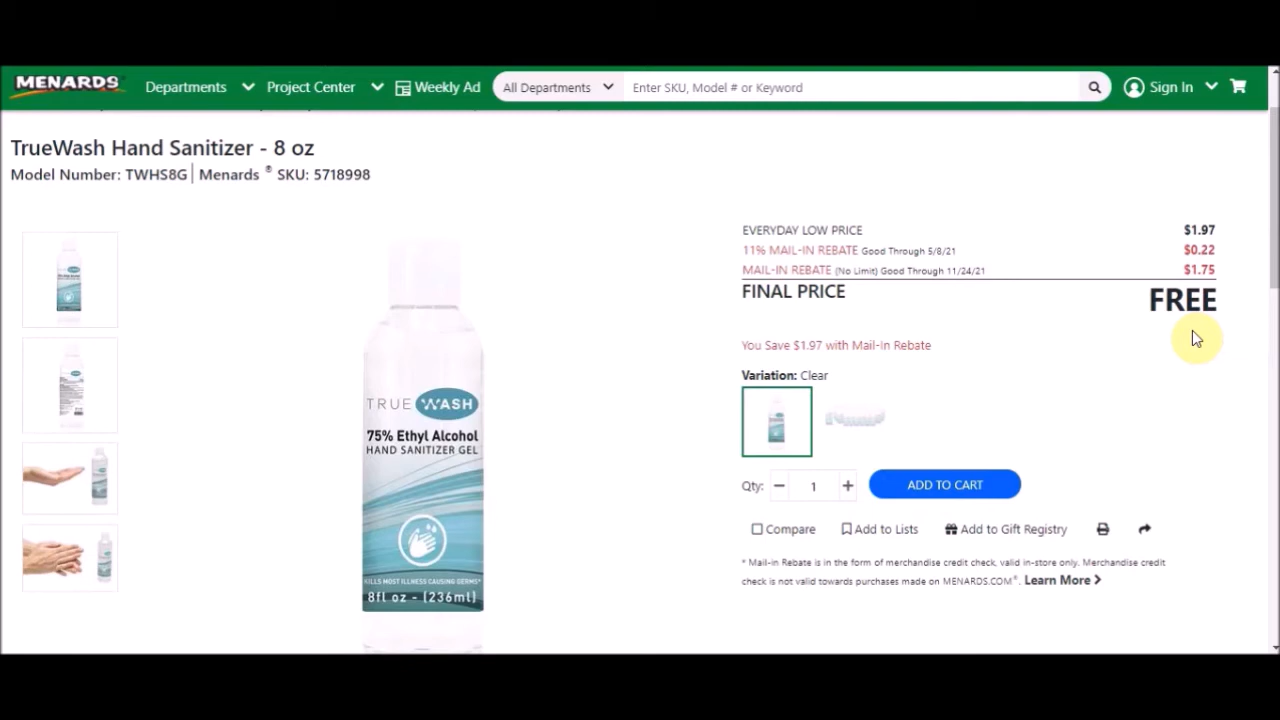 MENARDS Departments Project Center Weekly Ad All Departments Enter SKU, Model # or Keyword Sign In
TrueWash Hand Sanitizer - 8 oz
Model Number: TWHS8G | Menards ® SKU: 5718998
EVERYDAY LOW PRICE $1.97
11% MAIL-IN REBATE Good Through 5/8/21 $0.22
MAIL-IN REBATE (No Limit) Good Through 11/24/21 $1.75
FINAL PRICE FREE
You Save $1.97 with Mail-In Rebate
Variation: Clear
Qty: − 1 + ADD TO CART
Compare Add to Lists Add to Gift Registry
* Mail-in Rebate is in the form of merchandise credit check, valid in-store only. Merchandise credit
check is not valid towards purchases made on MENARDS.COM®. Learn More
TRUE WASH
75% Ethyl Alcohol
HAND SANITIZER GEL
KILLS MOST ILLNESS CAUSING GERMS*
8fl oz - (236ml)